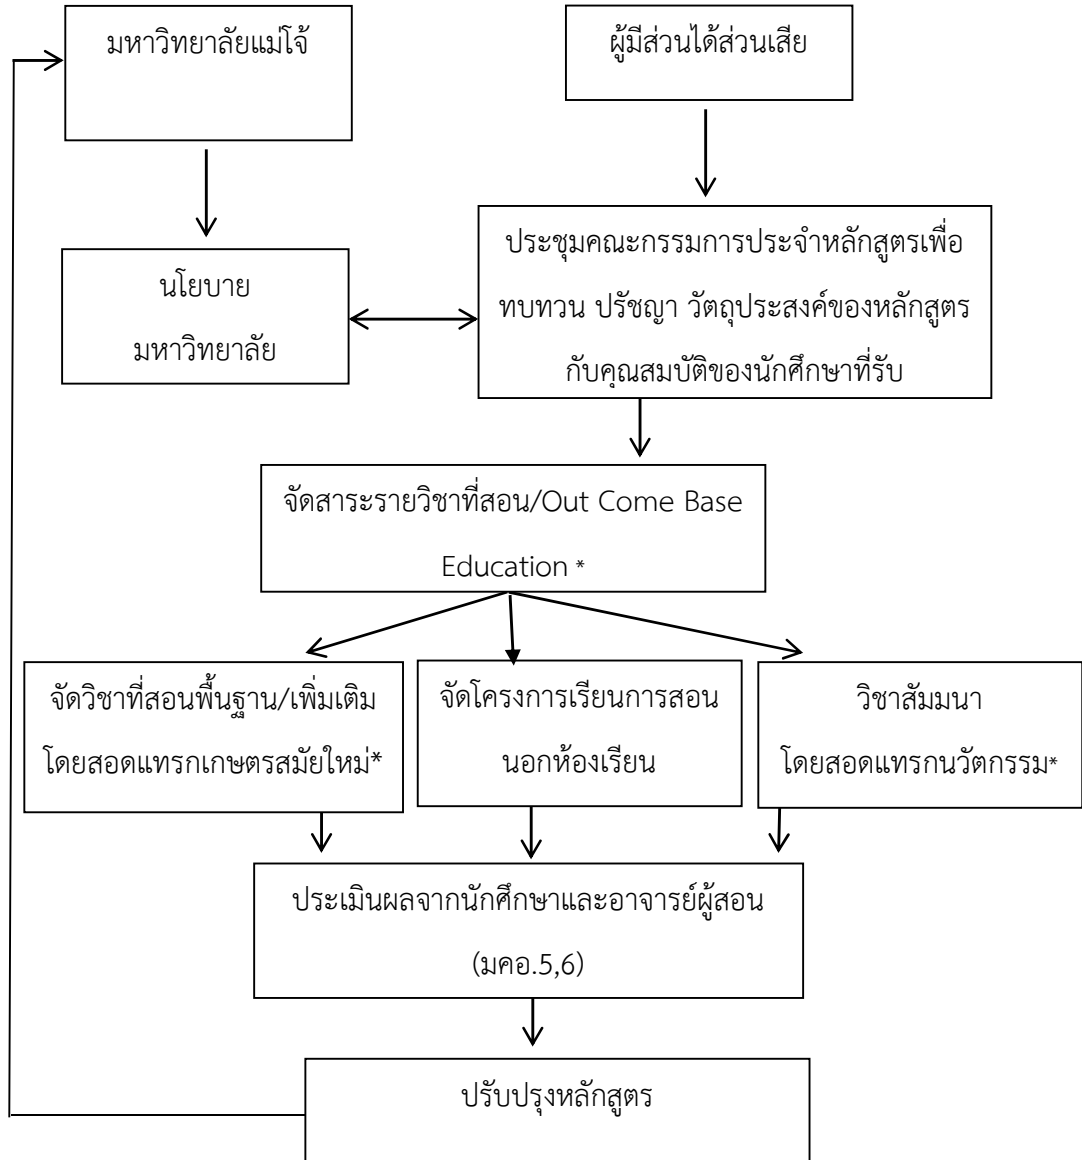 มหาวิทยาลัยแม่โจ้
ผู้มีส่วนได้ส่วนเสีย
นโยบาย
มหาวิทยาลัย
ประชุมคณะกรรมการประจำหลักสูตรเพื่อ
ทบทวน ปรัชญา วัตถุประสงค์ของหลักสูตร
กับคุณสมบัติของนักศึกษาที่รับ
จัดสาระรายวิชาที่สอน/Out Come Base
Education *
จัดวิชาที่สอนพื้นฐาน/เพิ่มเติม
โดยสอดแทรกเกษตรสมัยใหม่*
จัดโครงการเรียนการสอน
นอกห้องเรียน
วิชาสัมมนา
โดยสอดแทรกนวัตกรรม*
ประเมินผลจากนักศึกษาและอาจารย์ผู้สอน
(มคอ.5,6)
ปรับปรุงหลักสูตร